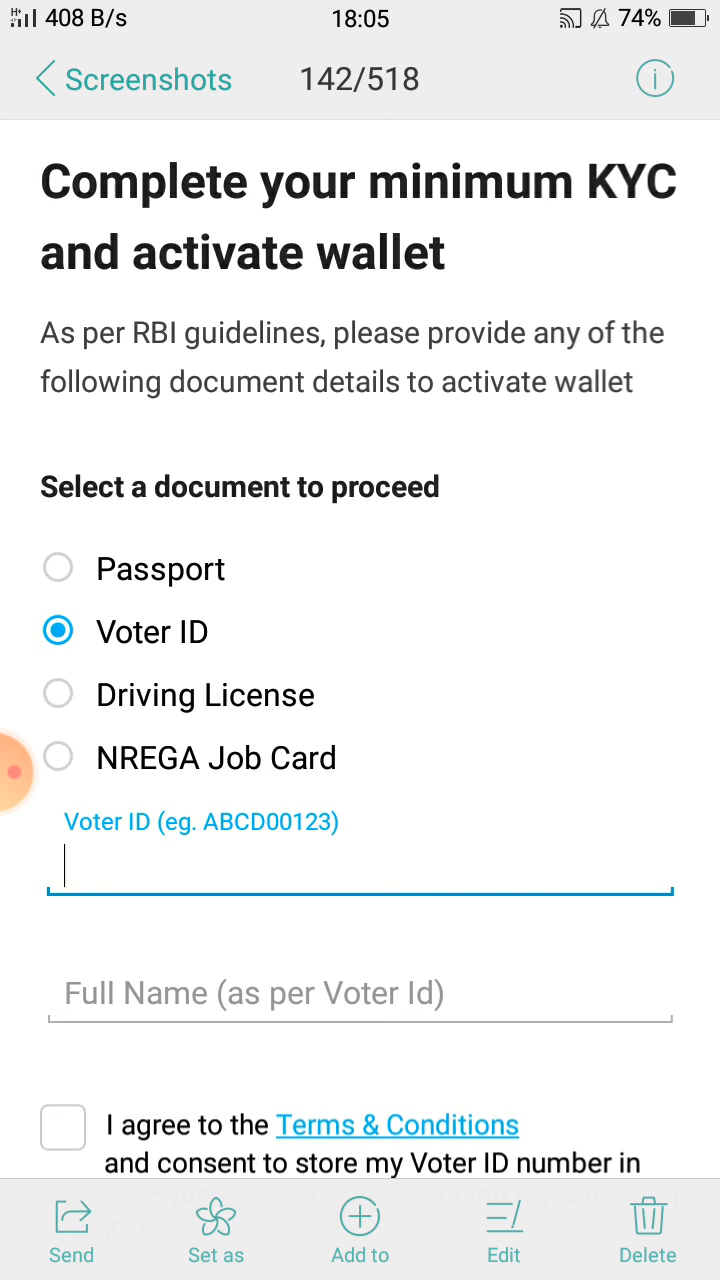 408 B/s 18:05 74%
Screenshots 142/518
Complete your minimum KYC
and activate wallet
As per RBI guidelines, please provide any of the
following document details to activate wallet
Select a document to proceed
Passport
Voter ID
Driving License
NREGA Job Card
Voter ID (eg. ABCD00123)
Full Name (as per Voter Id)
I agree to the Terms & Conditions
and consent to store my Voter ID number in
Send Set as Add to Edit Delete